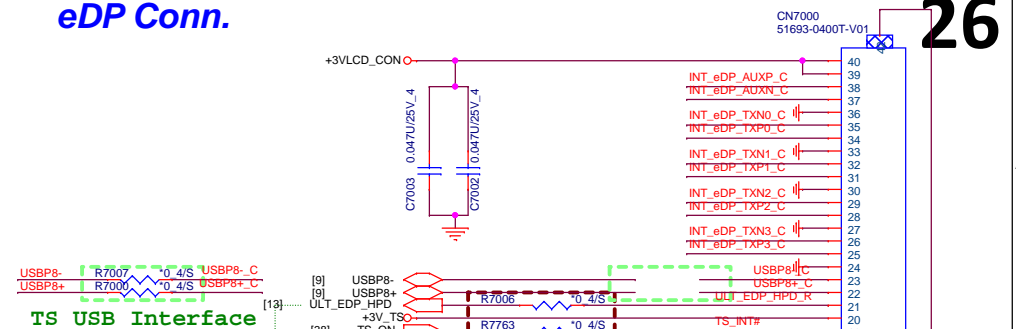 eDP Conn.
26
CN7000
51693-0400T-V01
+3VLCD_CON
40
39
INT_eDP_AUXP_C
38
INT_eDP_AUXN_C
37
36
INT_eDP_TXN0_C
35
INT_eDP_TXP0_C
34
33
INT_eDP_TXN1_C
32
INT_eDP_TXP1_C
31
30
INT_eDP_TXN2_C
29
INT_eDP_TXP2_C
28
27
INT_eDP_TXN3_C
26
INT_eDP_TXP3_C
25
24
C7003 0.047U/25V_4
C7002 0.047U/25V_4
USBP8- R7007 *0_4/S USBP8-_C
USBP8+ R7000 *0_4/S USBP8+_C
TS USB Interface
[9] USBP8-
USBP8-_C
23
[9] USBP8+
USBP8+_C
22
[13] ULT_EDP_HPD
R7006 *0_4/S
ULT_EDP_HPD_R
21
+3V_TS
TS_INT#
20
TS_ON
R7763 *0_4/S